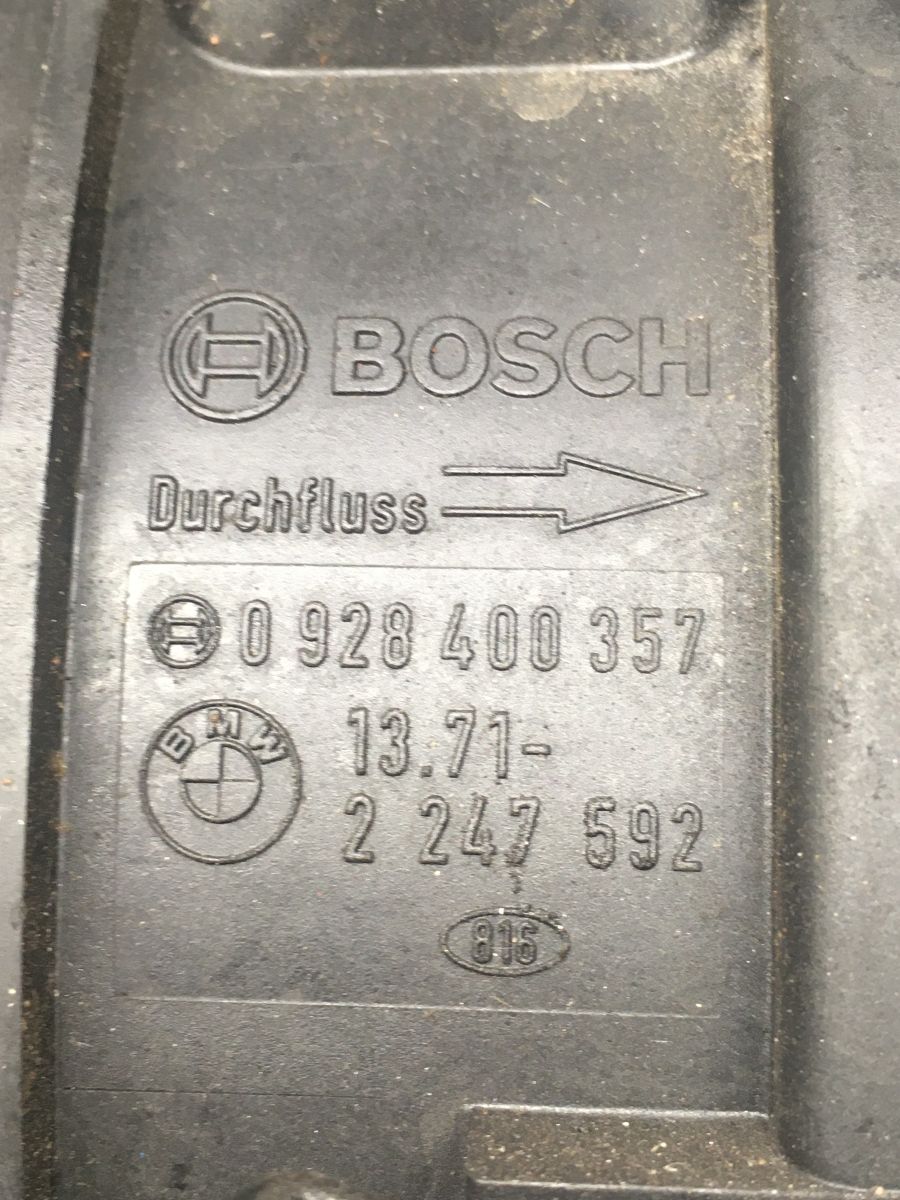 BOSCH
Durchfluss
0 928 400 357
BMW
13.71-
2 247 592
816